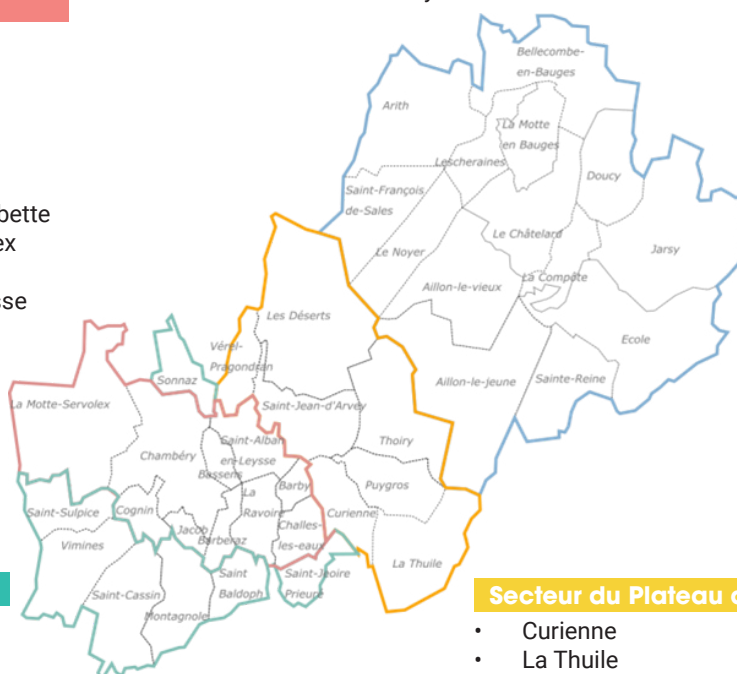 bette
ex
sse
Bellecombe-
en-Bauges
Arith
La Motte
en Bauges
Lescheraines
Doucy
Saint-François
de-Sales
Le Châtelard
Le Noyer
Jarsy
La Compôte
Aillon-le-vieux
Les Déserts
Ecole
Vérel-
Pragondran
Sonnaz
Aillon-le-jeune
Sainte-Reine
La Motte-Servolex
Saint-Jean-d'Arvey
Saint-Alban
en-Leysse
Thoiry
Chambéry
Bassens
La
Ravoire
Barby
Puygros
Saint-Sulpice
Cognin
Curienne
Challes-
les-eaux
Jacob
Barberaz
Vimines
La Thuile
Saint
Baldoph
Saint-Jeoire
Prieuré
Saint-Cassin
Montagnole
Secteur du Plateau
• Curienne
• La Thuile